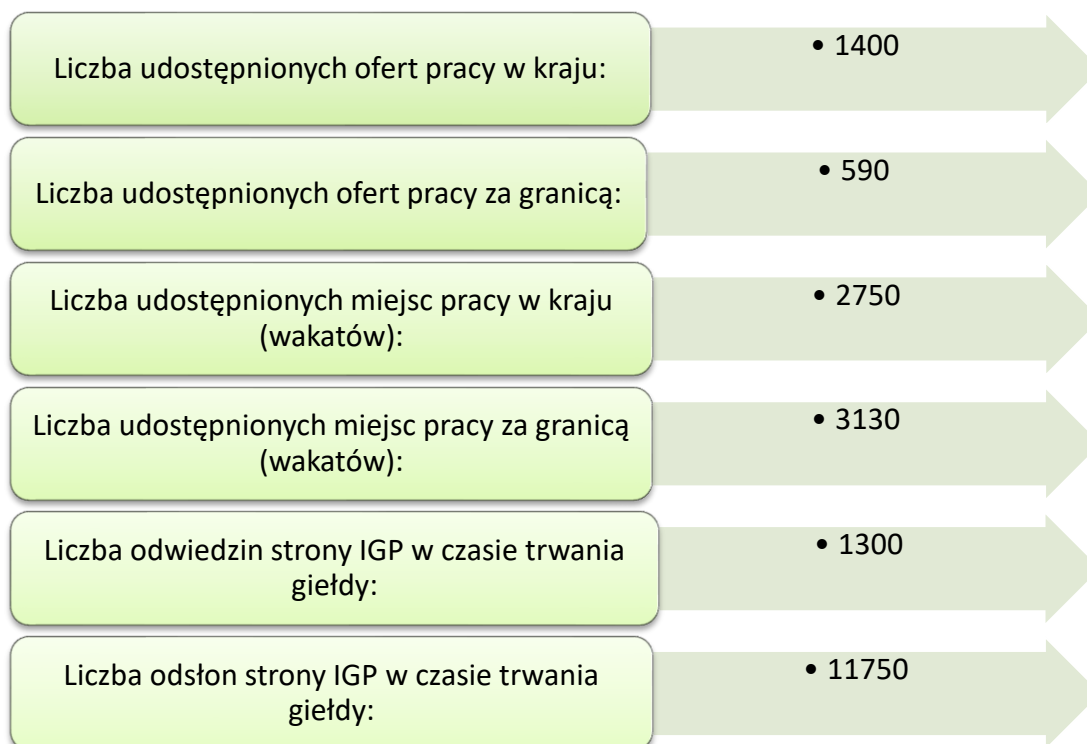 Liczba udostępnionych ofert pracy w kraju:
• 1400
Liczba udostępnionych ofert pracy za granicą:
• 590
Liczba udostępnionych miejsc pracy w kraju
(wakatów):
• 2750
Liczba udostępnionych miejsc pracy za granicą
(wakatów):
• 3130
Liczba odwiedzin strony IGP w czasie trwania
giełdy:
• 1300
Liczba odsłon strony IGP w czasie trwania
giełdy:
• 11750